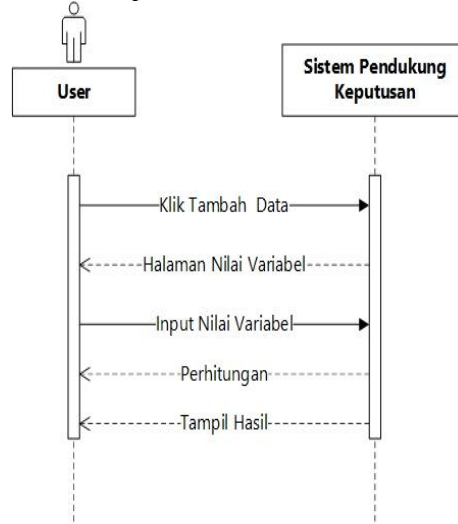 User
Sistem Pendukung
Keputusan
Klik Tambah Data
Halaman Nilai Variabel
Input Nilai Variabel
Perhitungan
Tampil Hasil